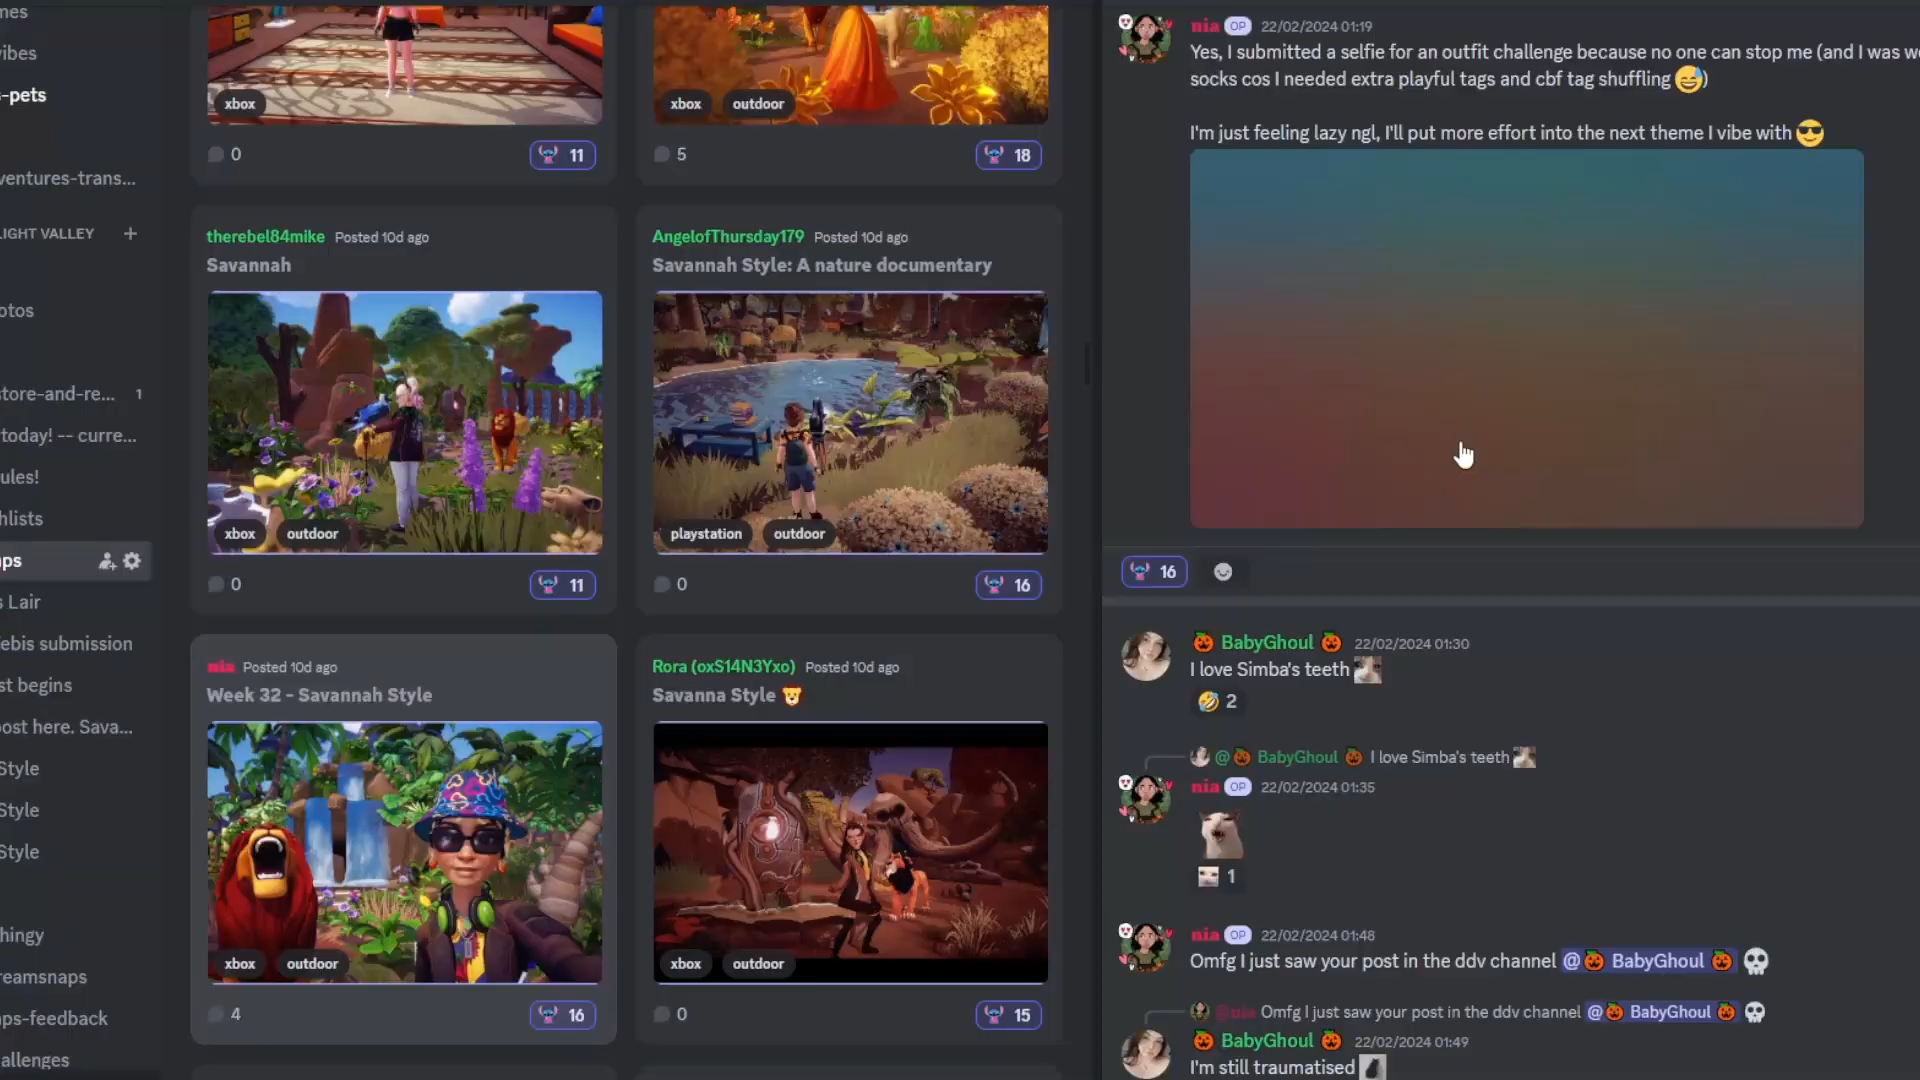 mes
vibes
-pets
ventures-trans...
IGHT VALLEY +
otos
store-and-re... 1
today! -- curre...
ules!
hlists
ps
s Lair
ebis submission
st begins
post here. Sava...
Style
Style
Style
hingy
reamsnaps
ps-feedback
allenges
xbox
0
11
xbox outdoor
5
18
therebel84mike Posted 10d ago
Savannah
xbox outdoor
0
11
AngelofThursday179 Posted 10d ago
Savannah Style: A nature documentary
playstation outdoor
0
16
nia Posted 10d ago
Week 32 - Savannah Style
xbox outdoor
4
16
Rora (oxS14N3Yxo) Posted 10d ago
Savanna Style 🦁
xbox outdoor
0
15
nia OP 22/02/2024 01:19
Yes, I submitted a selfie for an outfit challenge because no one can stop me (and I was we
socks cos I needed extra playful tags and cbf tag shuffling 😅)
I'm just feeling lazy ngl, I'll put more effort into the next theme I vibe with 😎
16
🎃 BabyGhoul 🎃 22/02/2024 01:30
I love Simba's teeth
🤣 2
@🎃 BabyGhoul 🎃 I love Simba's teeth
nia OP 22/02/2024 01:35
1
nia OP 22/02/2024 01:48
Omfg I just saw your post in the ddv channel @🎃 BabyGhoul 🎃 💀
@nia Omfg I just saw your post in the ddv channel @🎃 BabyGhoul 🎃 💀
🎃 BabyGhoul 🎃 22/02/2024 01:49
I'm still traumatised